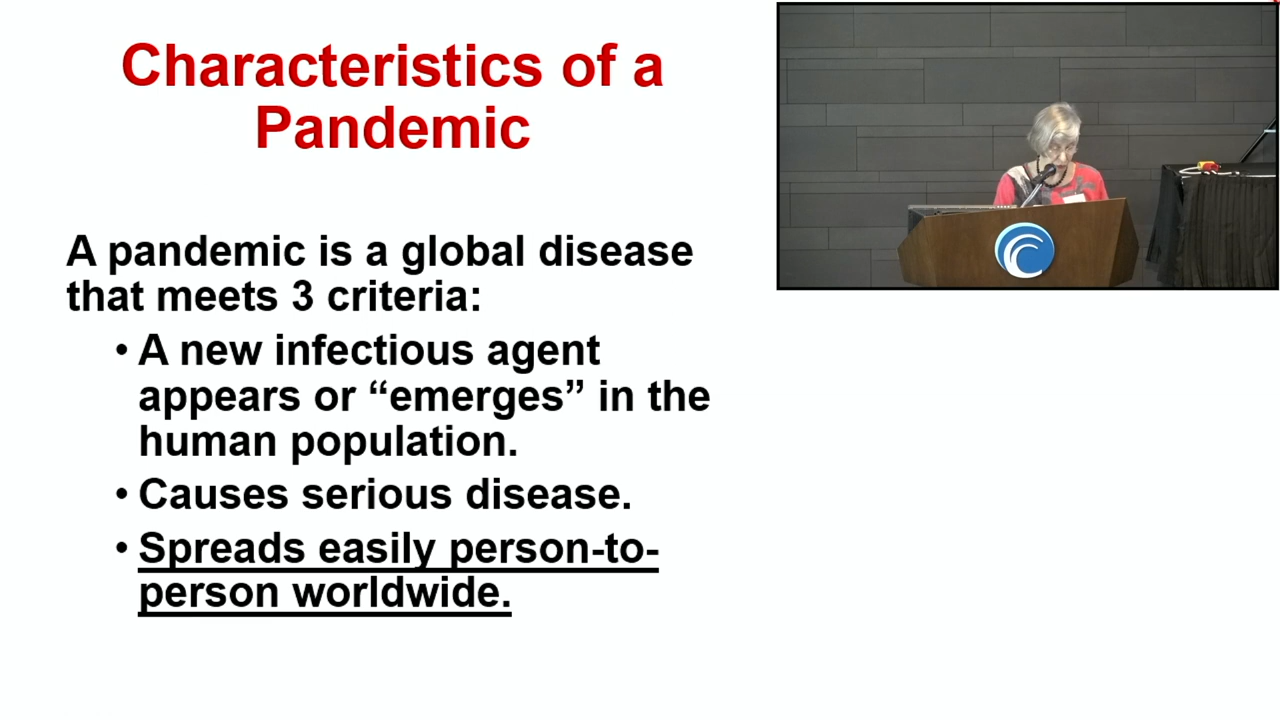 Characteristics of a
Pandemic
A pandemic is a global disease
that meets 3 criteria:
• A new infectious agent
appears or “emerges” in the
human population.
• Causes serious disease.
• Spreads easily person-to-
person worldwide.